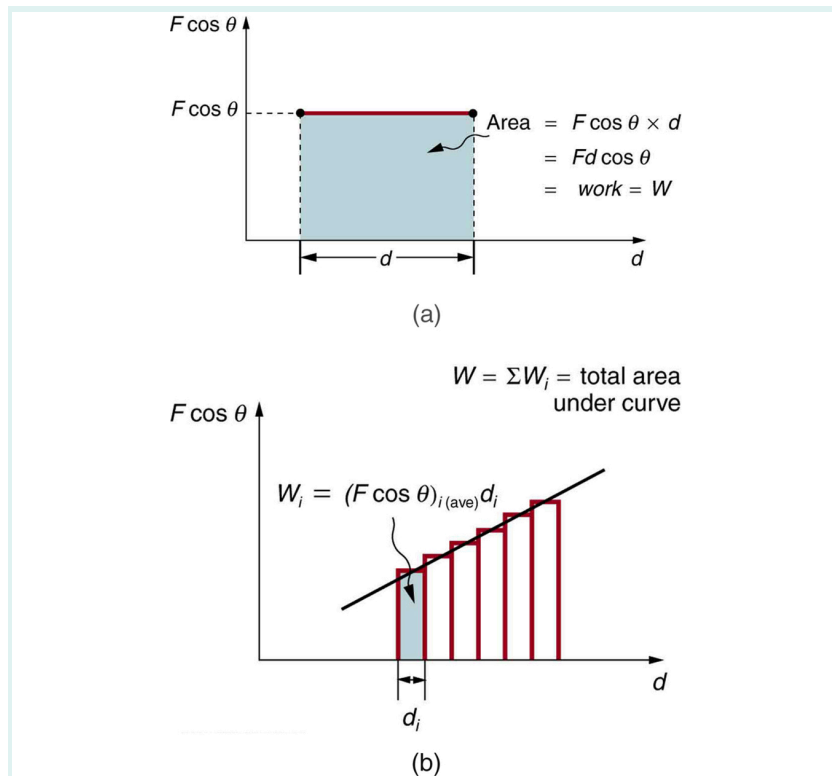 F cos θ
F cos θ
Area = F cos θ × d
= Fd cos θ
= work = W
d
d
(a)
W = ΣWᵢ = total area
under curve
F cos θ
Wᵢ = (F cos θ)ᵢ₍ave₎dᵢ
d
dᵢ
(b)